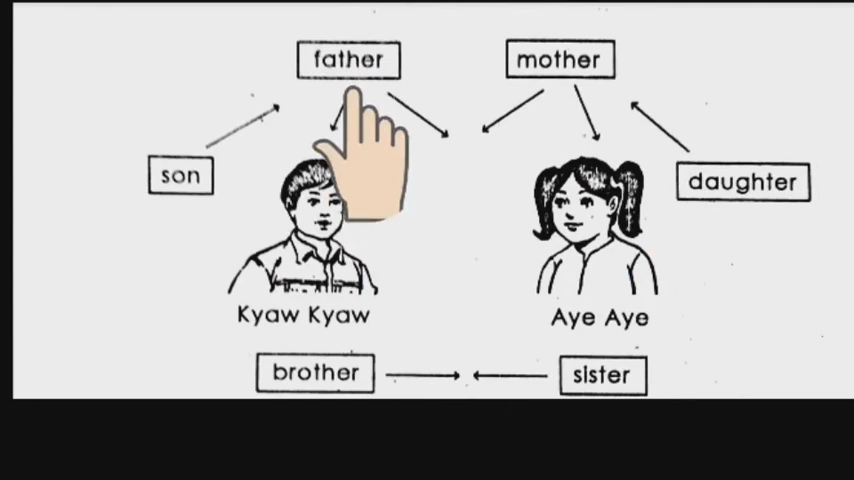 father
mother
son
daughter
Kyaw Kyaw
Aye Aye
brother
sister